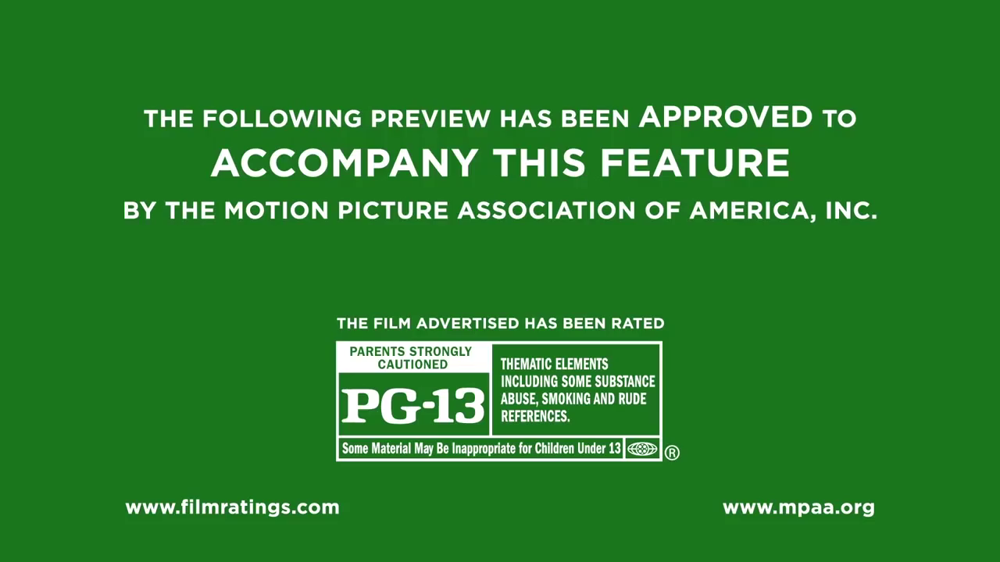 THE FOLLOWING PREVIEW HAS BEEN APPROVED TO
ACCOMPANY THIS FEATURE
BY THE MOTION PICTURE ASSOCIATION OF AMERICA, INC.
THE FILM ADVERTISED HAS BEEN RATED
PARENTS STRONGLY
CAUTIONED
PG-13
THEMATIC ELEMENTS
INCLUDING SOME SUBSTANCE
ABUSE, SMOKING AND RUDE
REFERENCES.
Some Material May Be Inappropriate for Children Under 13
®
www.filmratings.com
www.mpaa.org